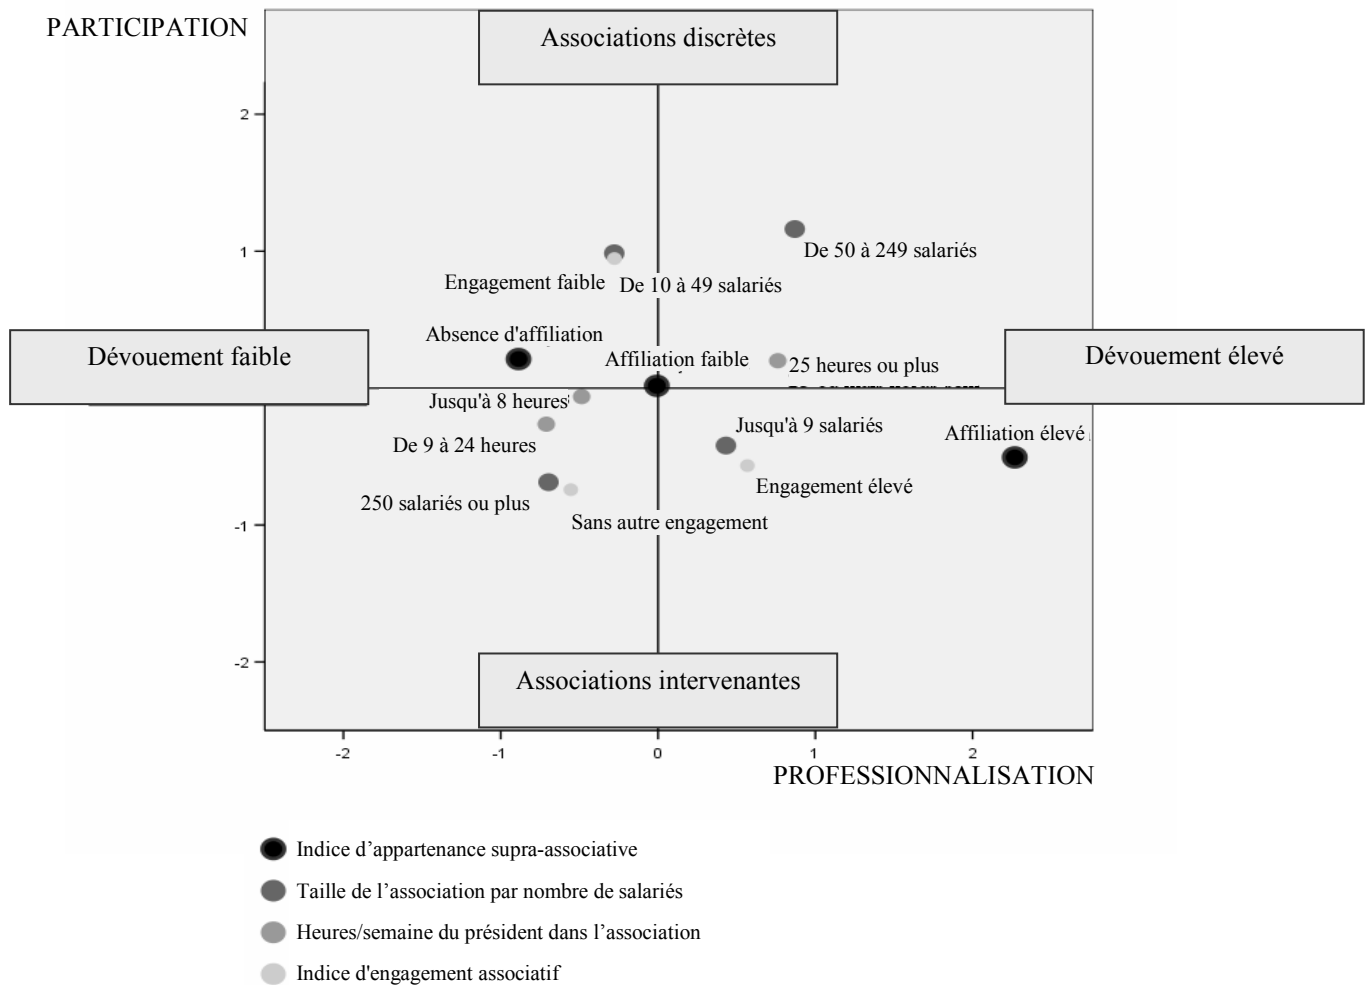 PARTICIPATION
Associations discrètes
2
De 50 à 249 salariés
1
Engagement faible
De 10 à 49 salariés
Absence d'affiliation
Affiliation faible
Dévouement faible
Dévouement élevé
25 heures ou plus
Jusqu'à 8 heures
Jusqu'à 9 salariés
De 9 à 24 heures
Affiliation élevé
Engagement élevé
250 salariés ou plus
Sans autre engagement
-1
-2
Associations intervenantes
-2 -1 0 1 2
PROFESSIONNALISATION
Indice d’appartenance supra-associative
Taille de l’association par nombre de salariés
Heures/semaine du président dans l’association
Indice d'engagement associatif